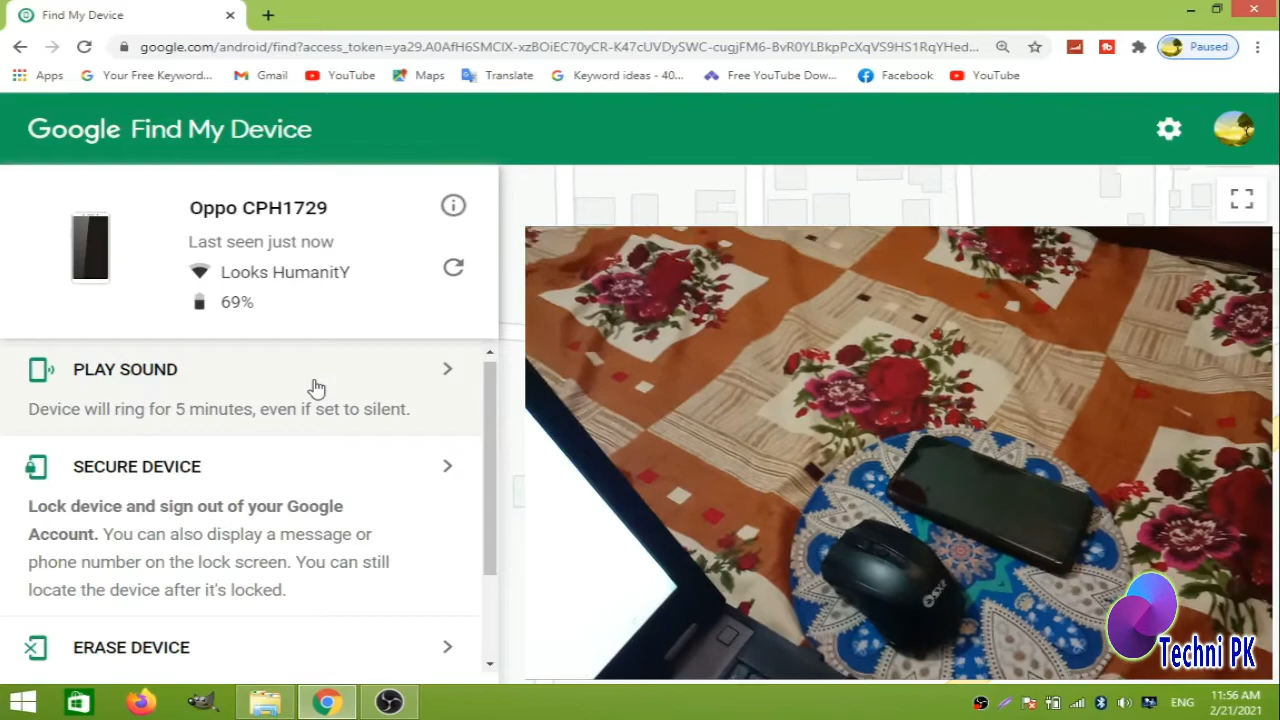 Find My Device
google.com/android/find?access_token=ya29.A0AfH6SMCIX-xzBOiEC70yCR-K47cUVDySWC-cugjFM6-BvR0YLBkpPcXqVS9HS1RqYHed...
Paused
Apps
Your Free Keyword...
Gmail
YouTube
Maps
Translate
Keyword ideas - 40...
Free YouTube Dow...
Facebook
YouTube
Google Find My Device
Oppo CPH1729
Last seen just now
Looks HumanitY
69%
PLAY SOUND
Device will ring for 5 minutes, even if set to silent.
SECURE DEVICE
Lock device and sign out of your Google
Account. You can also display a message or
phone number on the lock screen. You can still
locate the device after it's locked.
ERASE DEVICE
Techni PK
ENG
11:56 AM
2/21/2021